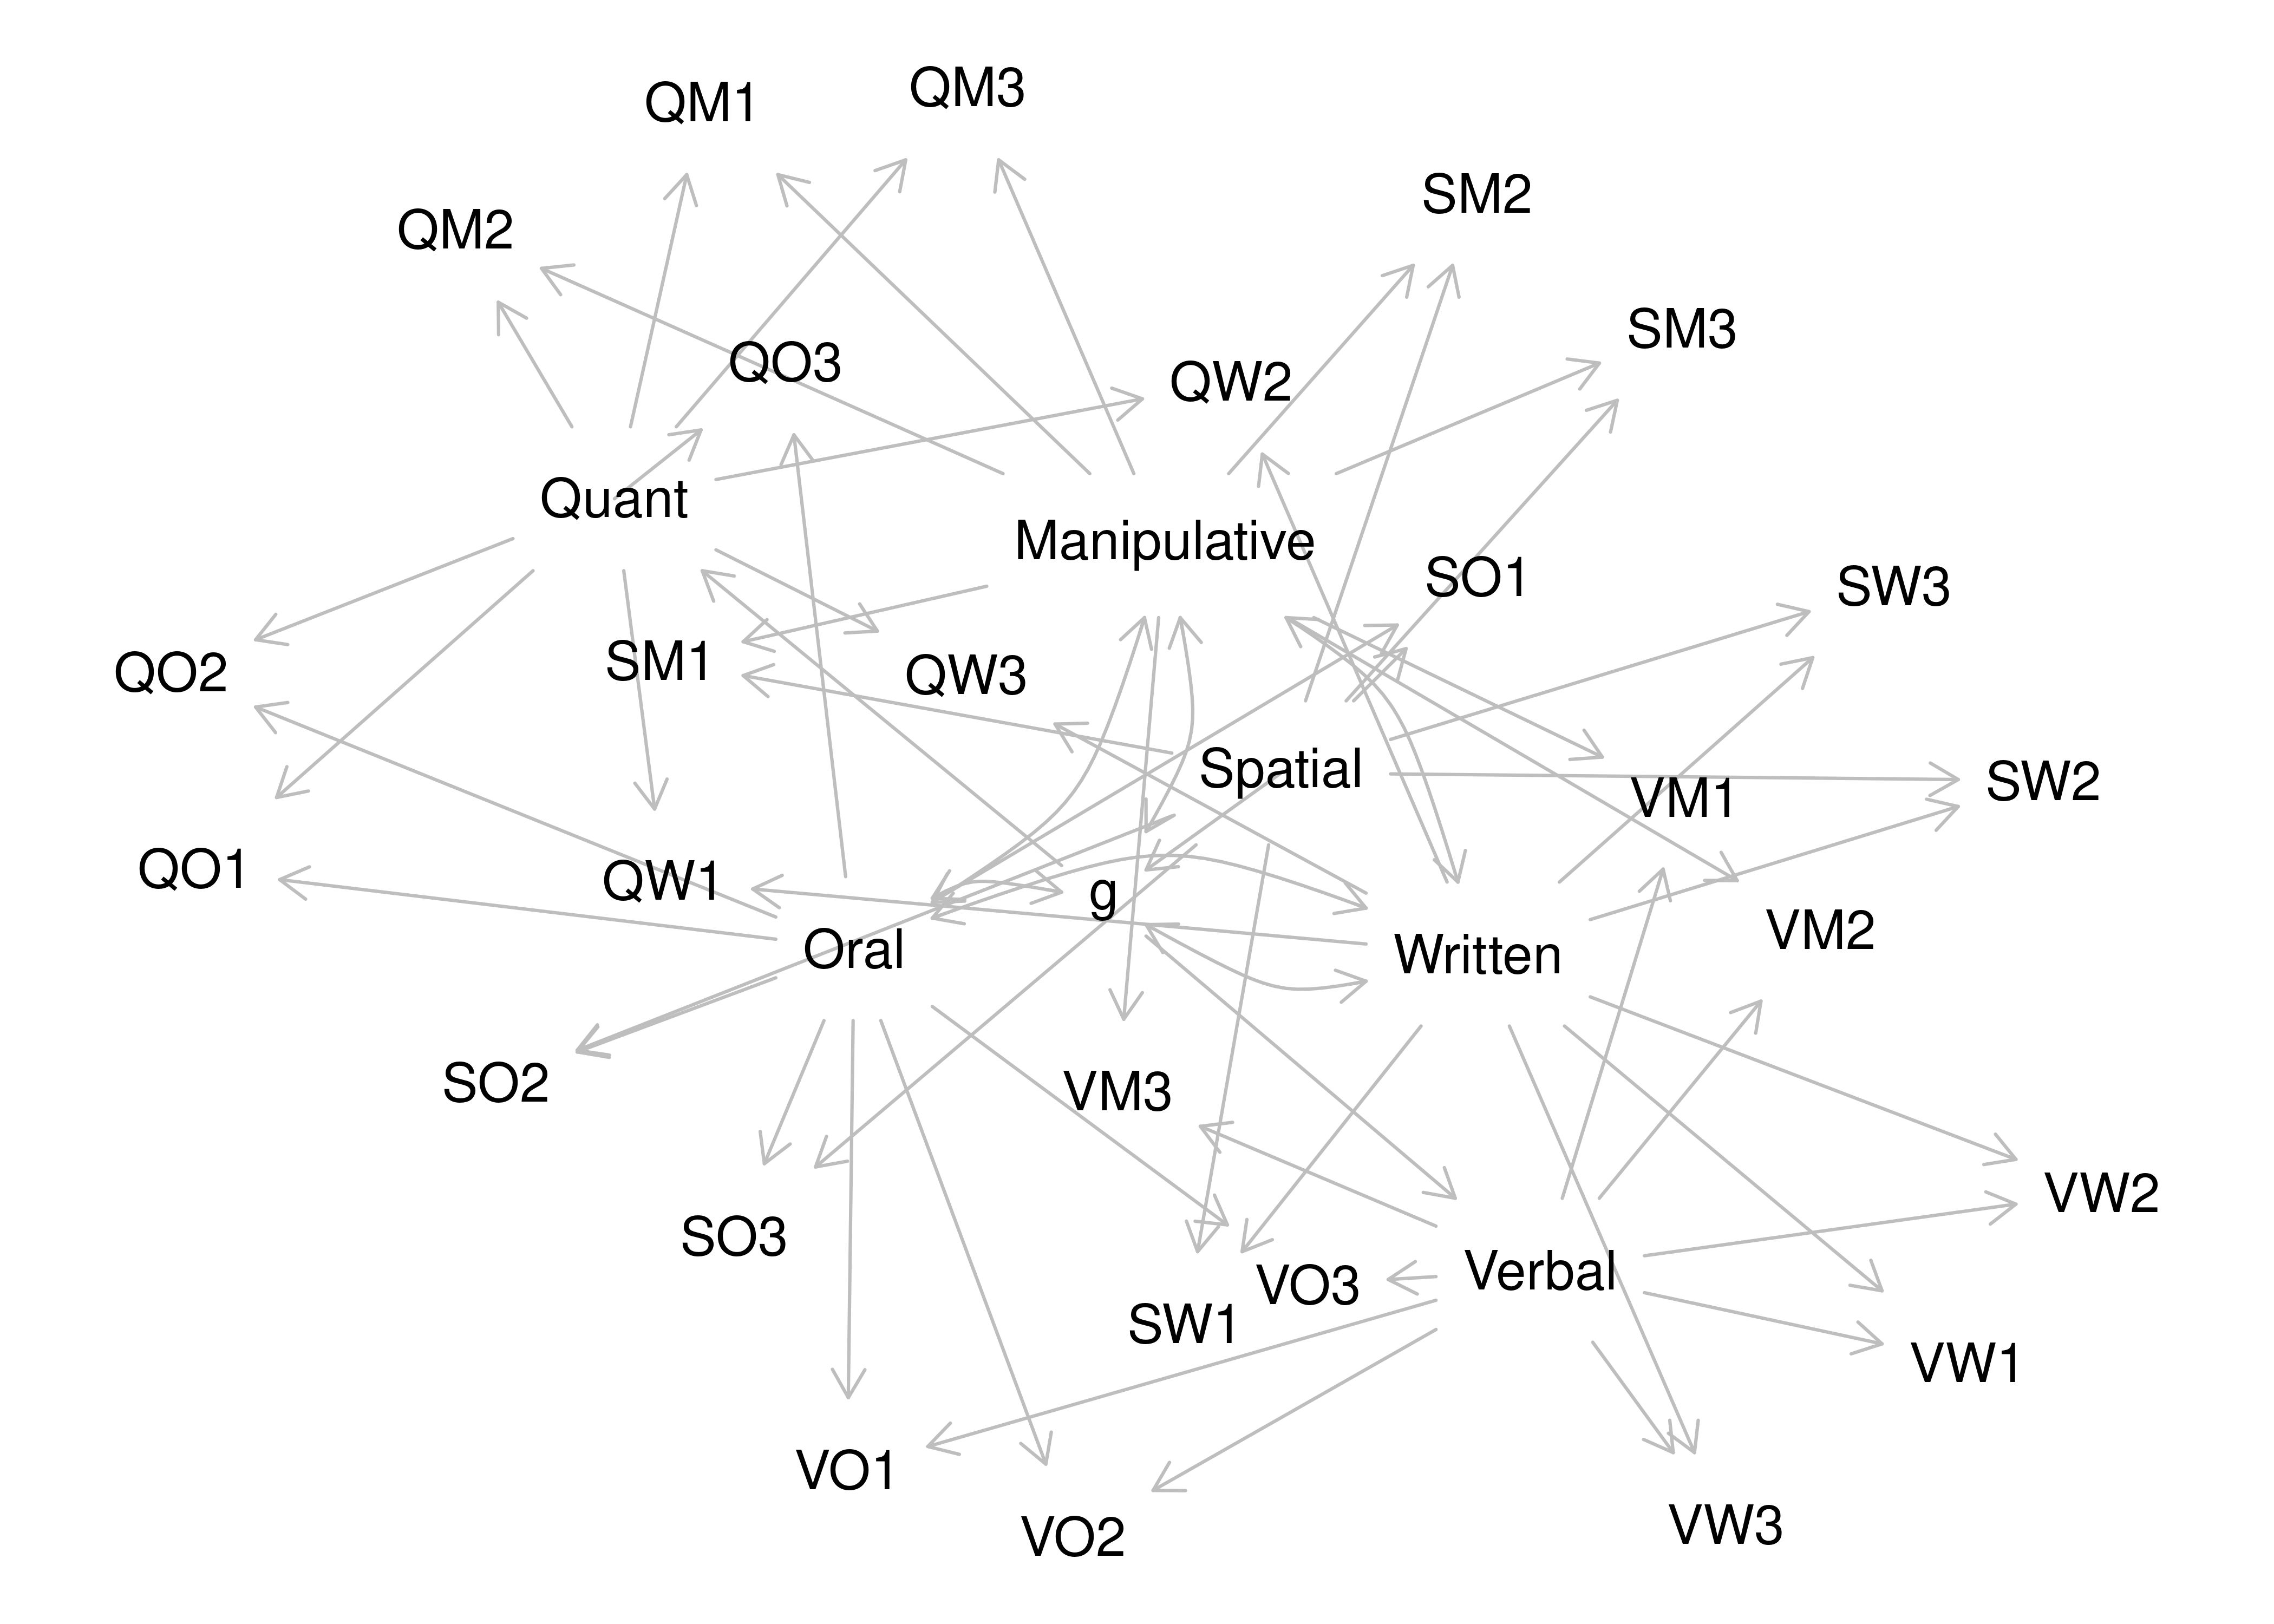 QM3
QM1
SM2
QM2
SM3
QO3
QW2
Quant
Manipulative
SO1
SW3
SM1
QO2
QW3
Spatial
SW2
VM1
QO1
QW1
g
VM2
Oral
Written
SO2
VM3
VW2
SO3
Verbal
VO3
SW1
VW1
VO1
VW3
VO2